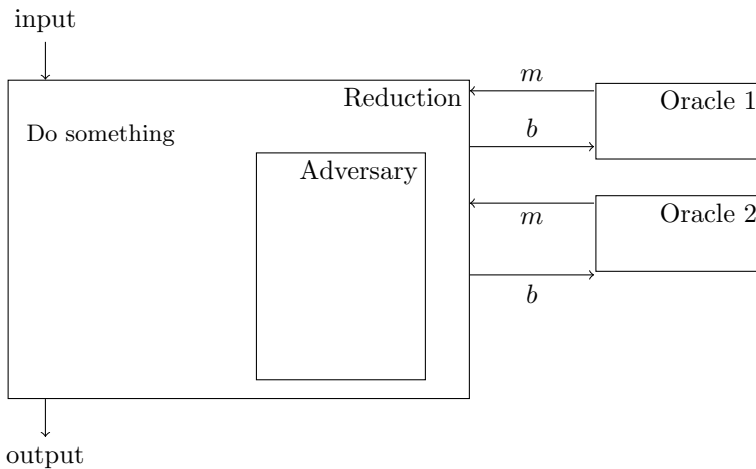 input
Reduction
Do something
Adversary
m
Oracle 1
b
m
Oracle 2
b
output